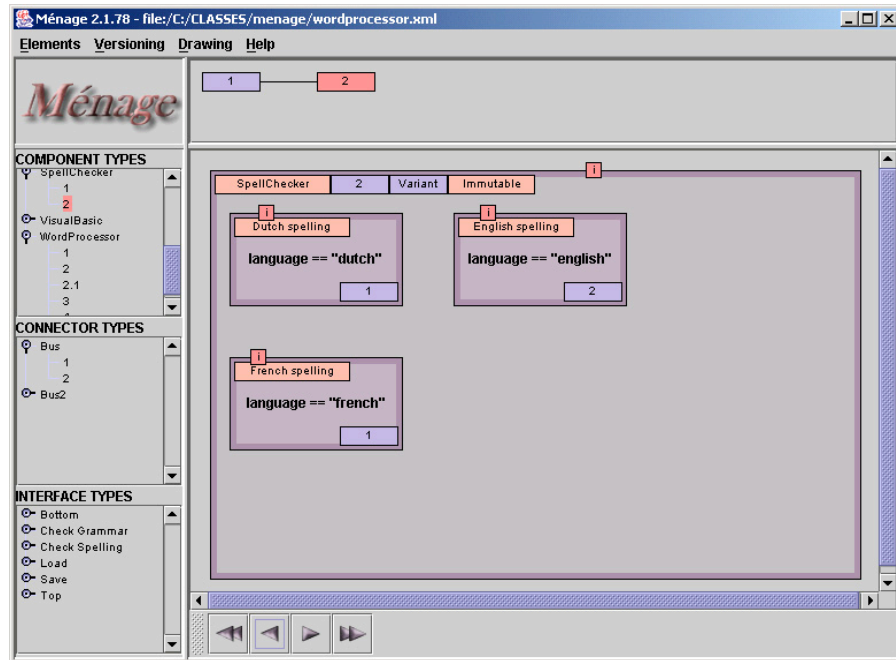 Ménage 2.1.78 - file:/C:/CLASSES/menage/wordprocessor.xml
Elements Versioning Drawing Help
Ménage
1 2
COMPONENT TYPES
SpellChecker
1
2
VisualBasic
WordProcessor
1
2
2.1
3
CONNECTOR TYPES
Bus
1
2
Bus2
INTERFACE TYPES
Bottom
Check Grammar
Check Spelling
Load
Save
Top
i
SpellChecker 2 Variant Immutable
i
Dutch spelling
language == "dutch"
1
i
English spelling
language == "english"
2
i
French spelling
language == "french"
1